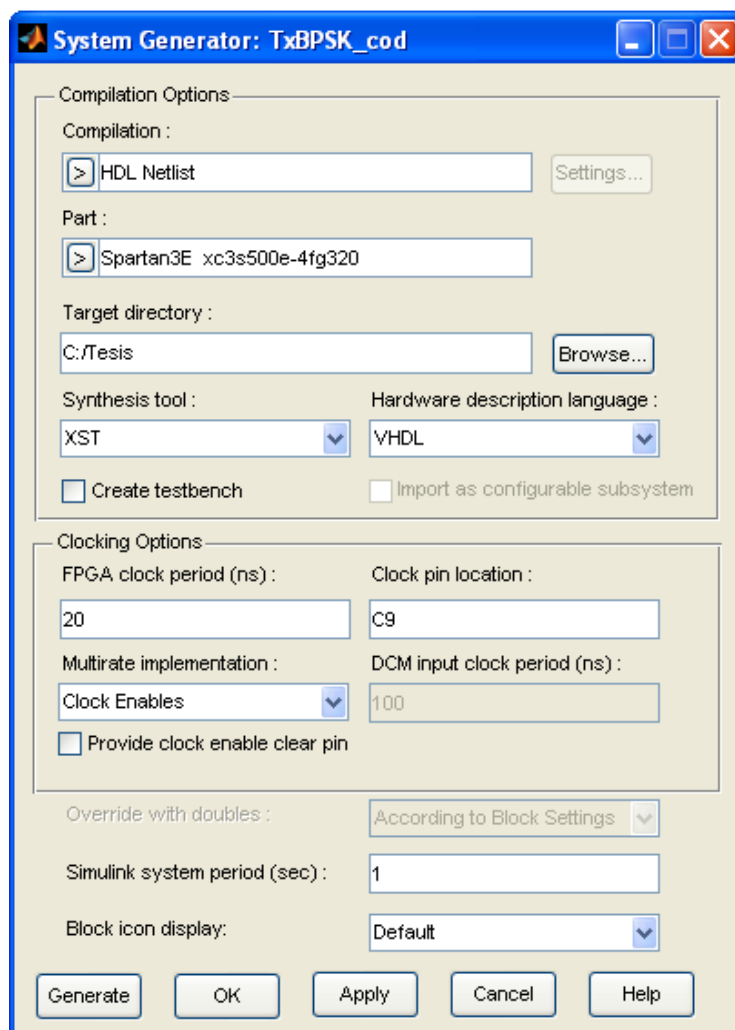 System Generator: TxBPSK_cod
Compilation Options
Compilation :
> HDL Netlist
Settings...
Part :
> Spartan3E xc3s500e-4fg320
Target directory :
C:/Tesis
Browse...
Synthesis tool :
Hardware description language :
XST
VHDL
Create testbench
Import as configurable subsystem
Clocking Options
FPGA clock period (ns) :
Clock pin location :
20
C9
Multirate implementation :
DCM input clock period (ns) :
Clock Enables
100
Provide clock enable clear pin
Override with doubles :
According to Block Settings
Simulink system period (sec) :
1
Block icon display:
Default
Generate
OK
Apply
Cancel
Help